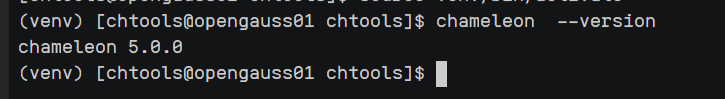 (venv) [chtools@opengauss01 chtools]$ chameleon  --version
chameleon 5.0.0
(venv) [chtools@opengauss01 chtools]$